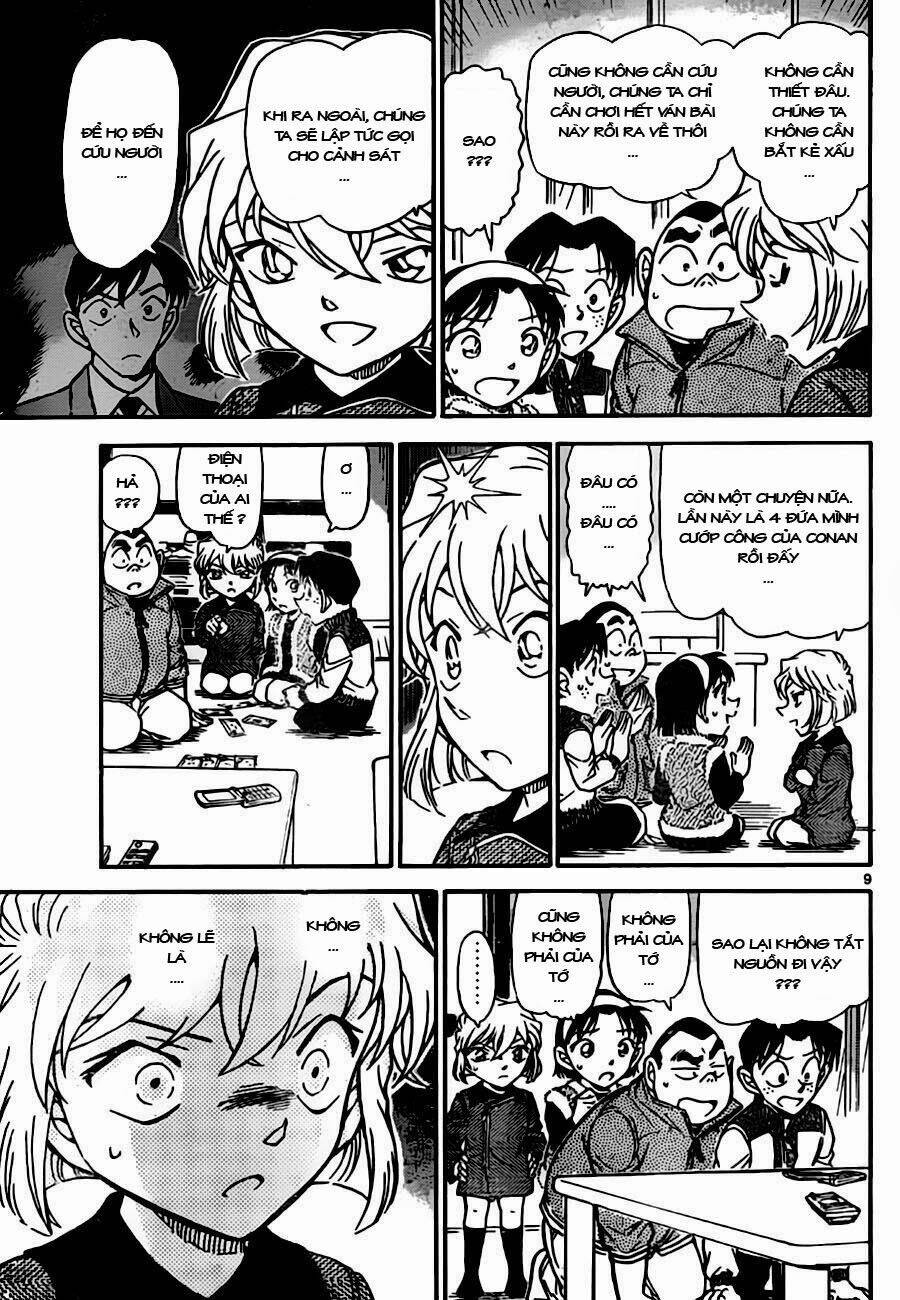 KHÔNG CẦN
THIẾT ĐÂU.
CHÚNG TA
KHÔNG CẦN
BẮT KẺ XẤU
CŨNG KHÔNG CẦN CỨU
NGƯỜI, CHÚNG TA CHỈ
CẦN CHƠI HẾT VÁN BÀI
NÀY RỒI RA VỀ THÔI
...
SAO
???
KHI RA NGOÀI, CHÚNG
TA SẼ LẬP TỨC GỌI
CHO CẢNH SÁT
...
ĐỂ HỌ ĐẾN
CỨU NGƯỜI
...
CÒN MỘT CHUYỆN NỮA.
LẦN NÀY LÀ 4 ĐỨA MÌNH
CƯỚP CÔNG CỦA CONAN
RỒI ĐẤY
...
ĐÂU CÓ
....
ĐÂU CÓ
...
Ơ
...
ĐIỆN
THOẠI
CỦA AI
THẾ ?
HẢ
???
9
SAO LẠI KHÔNG TẮT
NGUỒN ĐI VẬY
???
KHÔNG
PHẢI CỦA
TỚ
...
CŨNG
KHÔNG
PHẢI CỦA
TỚ
...
........
KHÔNG
...
KHÔNG LẼ
LÀ
....